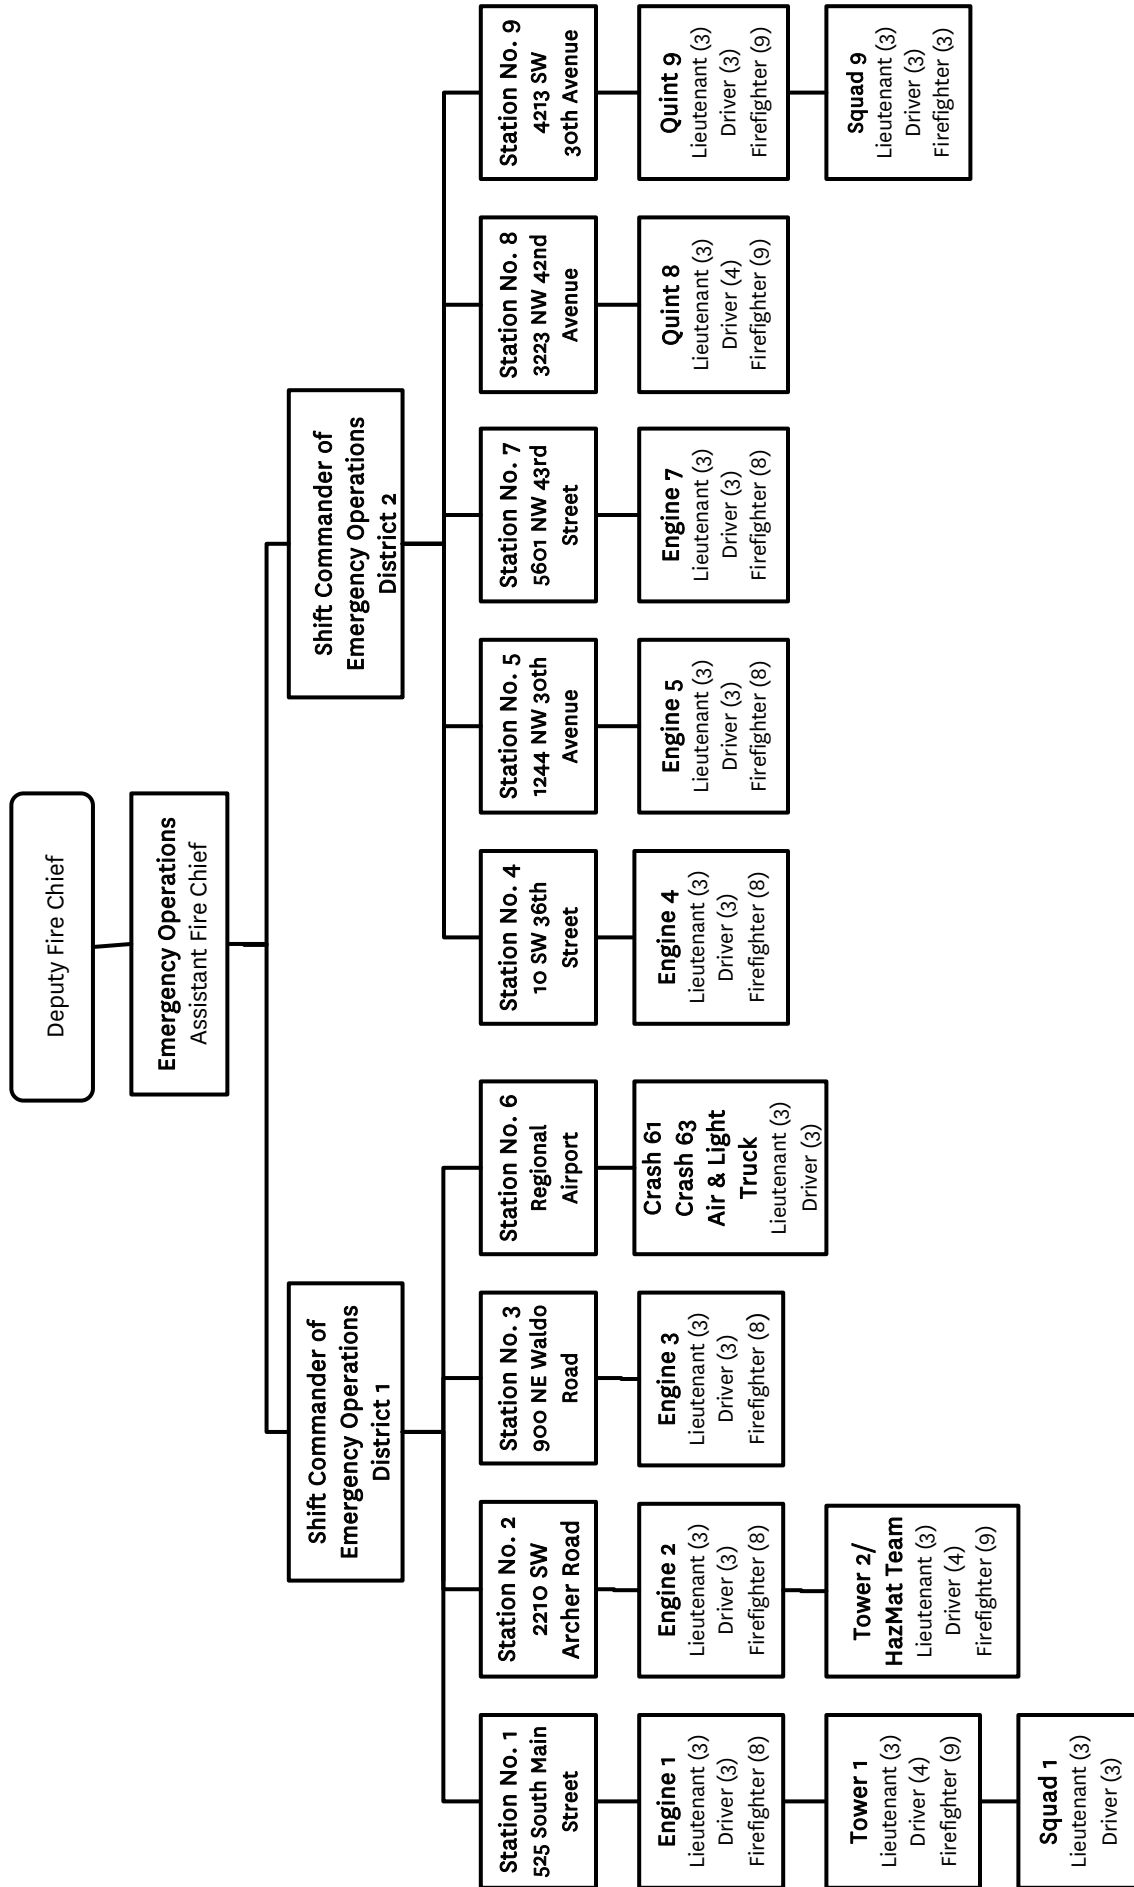 Deputy Fire Chief
Emergency Operations
Assistant Fire Chief
Shift Commander of
Emergency Operations
District 1
Station No. 1
525 South Main
Street
Engine 1
Lieutenant (3)
Driver (3)
Firefighter (8)
Tower 1
Lieutenant (3)
Driver (4)
Firefighter (9)
Squad 1
Lieutenant (3)
Driver (3)
Station No. 2
2210 SW
Archer Road
Engine 2
Lieutenant (3)
Driver (3)
Firefighter (8)
Tower 2/
HazMat Team
Lieutenant (3)
Driver (4)
Firefighter (9)
Station No. 3
900 NE Waldo
Road
Engine 3
Lieutenant (3)
Driver (3)
Firefighter (8)
Station No. 6
Regional
Airport
Crash 61
Crash 63
Air & Light
Truck
Lieutenant (3)
Driver (3)
Shift Commander of
Emergency Operations
District 2
Station No. 4
10 SW 36th
Street
Engine 4
Lieutenant (3)
Driver (3)
Firefighter (8)
Station No. 5
1244 NW 30th
Avenue
Engine 5
Lieutenant (3)
Driver (3)
Firefighter (8)
Station No. 7
5601 NW 43rd
Street
Engine 7
Lieutenant (3)
Driver (3)
Firefighter (8)
Station No. 8
3223 NW 42nd
Avenue
Quint 8
Lieutenant (3)
Driver (4)
Firefighter (9)
Station No. 9
4213 SW
30th Avenue
Quint 9
Lieutenant (3)
Driver (3)
Firefighter (9)
Squad 9
Lieutenant (3)
Driver (3)
Firefighter (3)